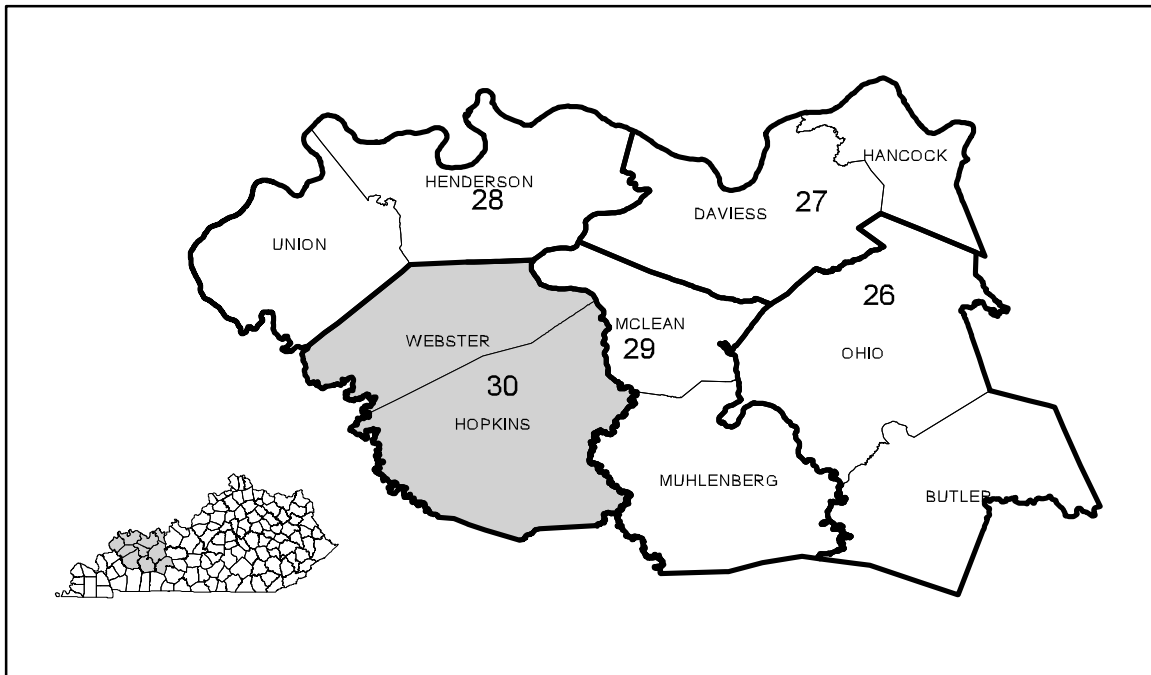 HANCOCK
HENDERSON
28
DAVIESS
27
UNION
26
MCLEAN
29
WEBSTER
OHIO
30
HOPKINS
MUHLENBERG
BUTLER